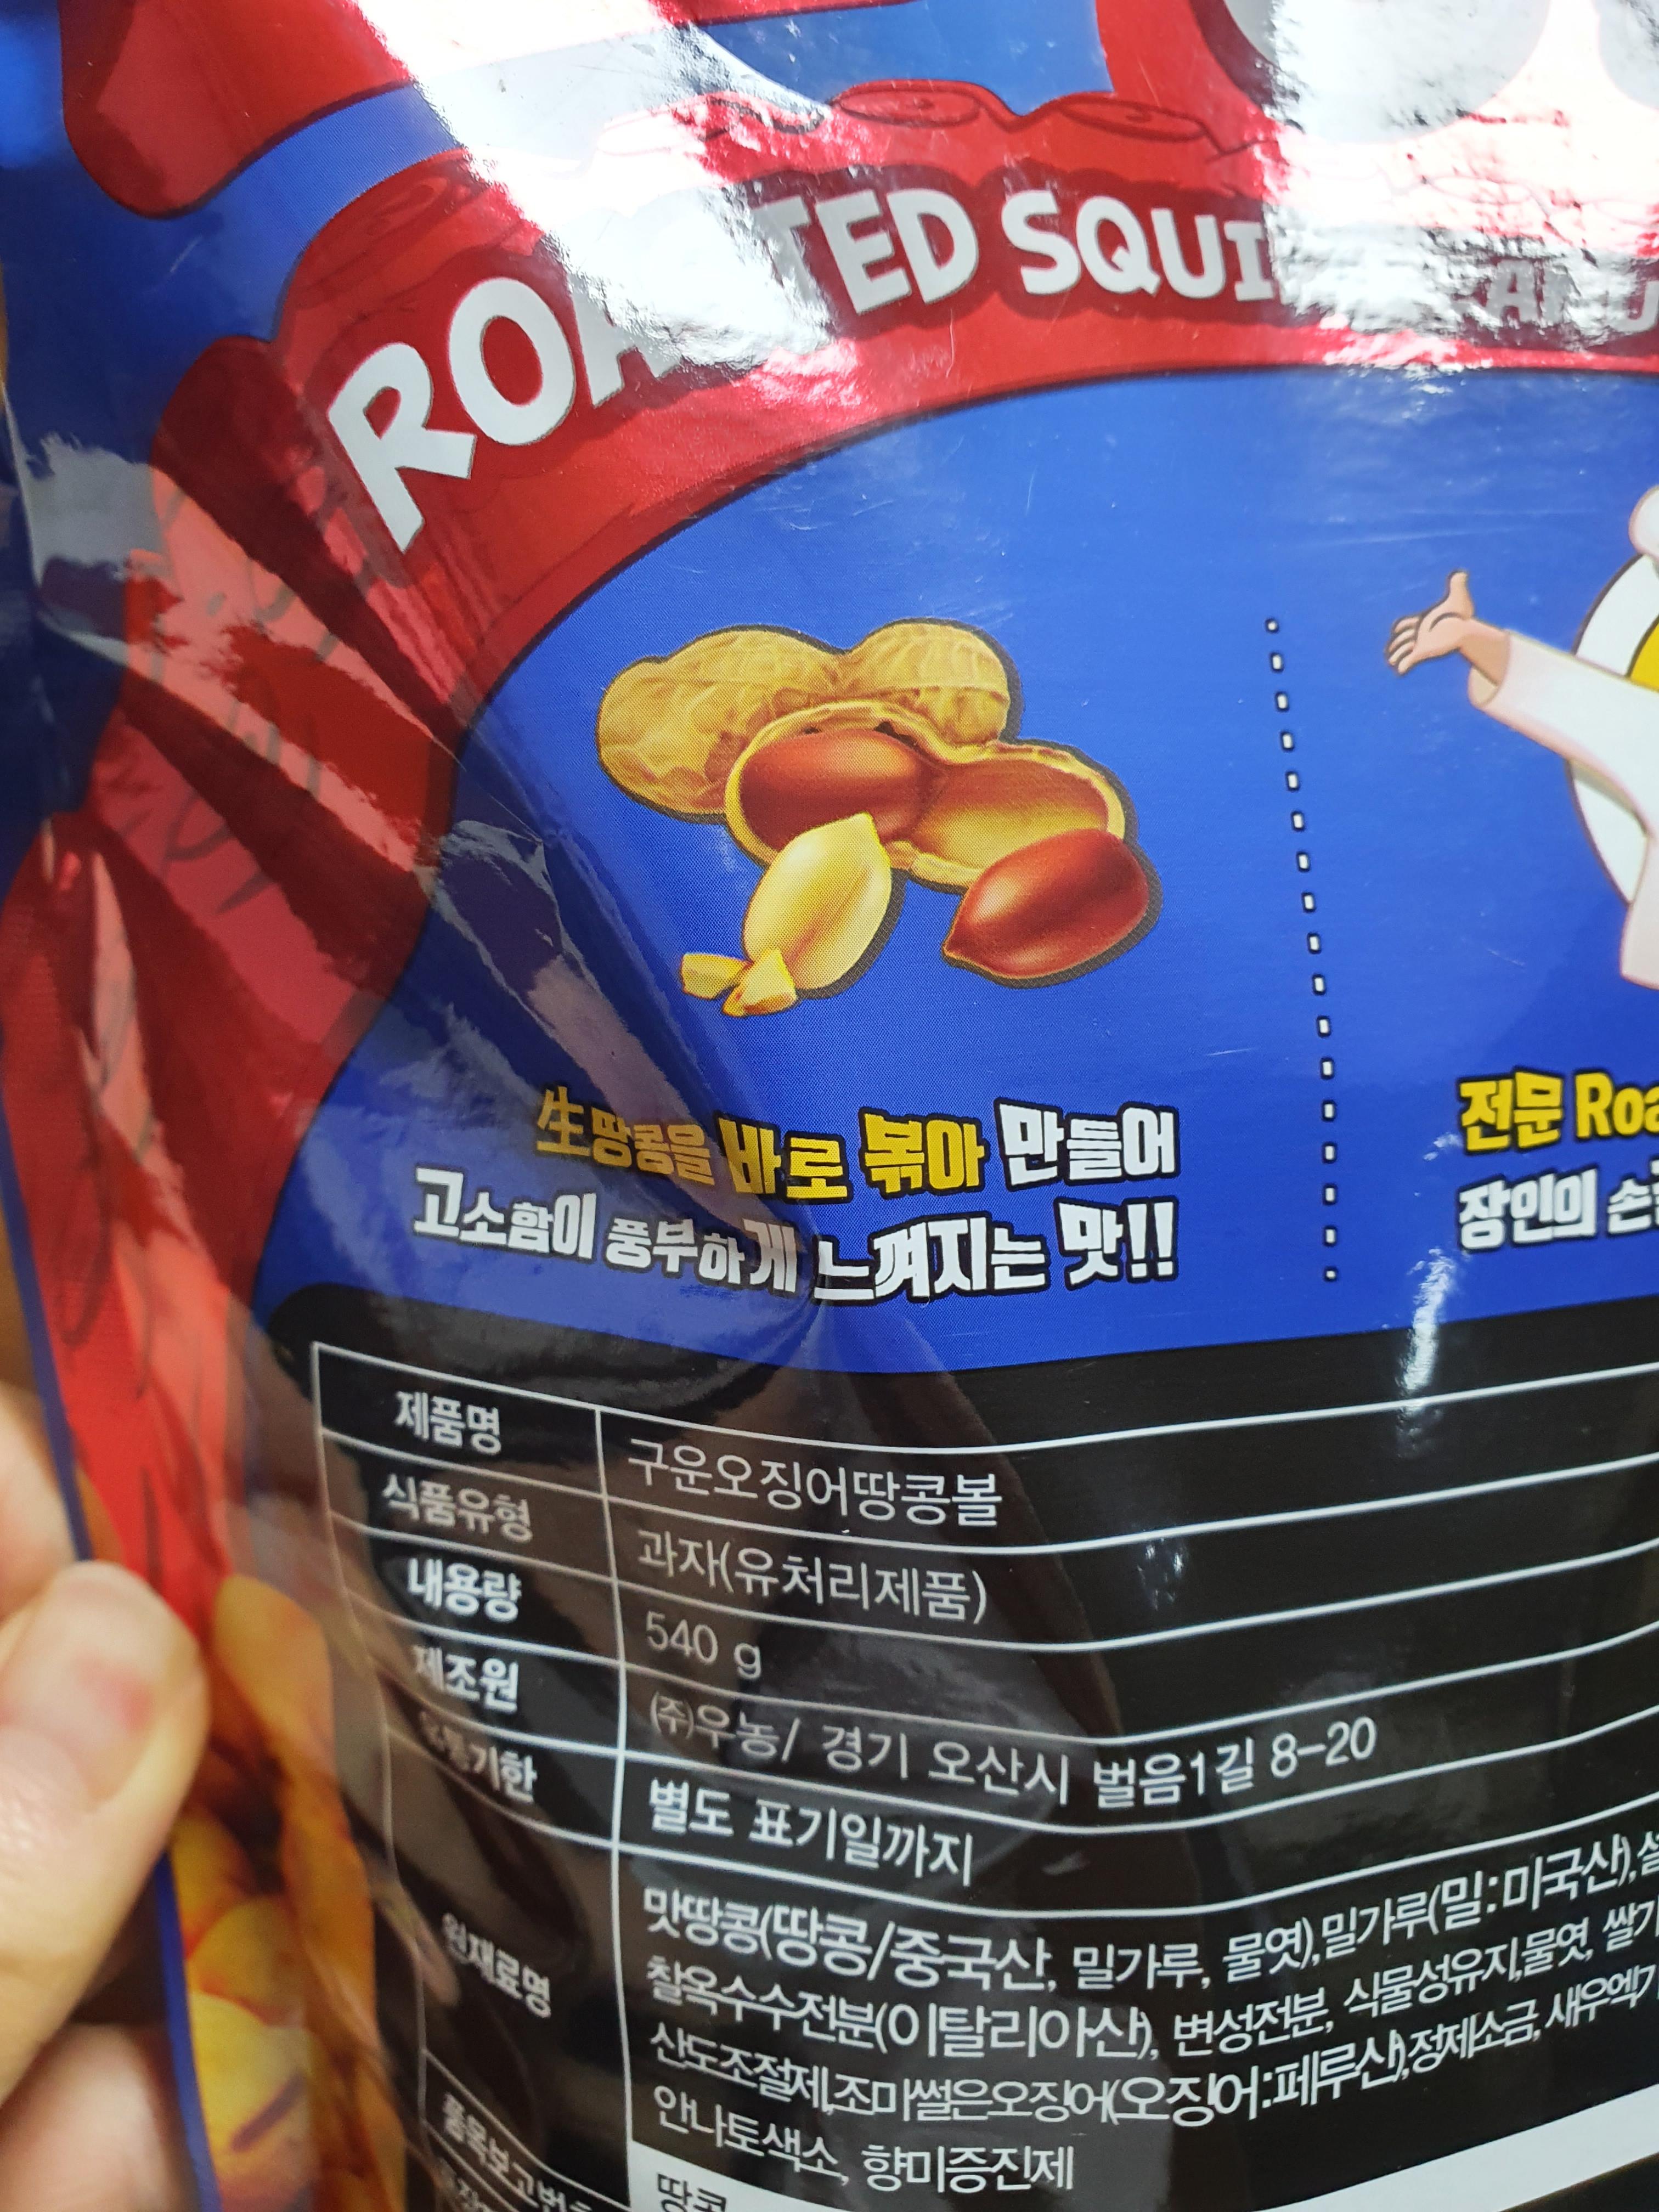 ROASTED SQUI
生땅콩을 바로 볶아 만들어
고소함이 풍부하게 느껴지는 맛!!
전문
장인의
제품명
구운오징어땅콩볼
식품유형
과자(유처리제품)
내용량
540 g
제조원
㈜우농/ 경기 오산시 벌음1길 8-20
유통기한
별도 표기일까지
원재료명
맛땅콩(땅콩/중국산, 밀가루, 물엿),밀가루(밀:미국산),
찰옥수수전분(이탈리아산), 변성전분, 식물성유지,물엿,
산도조절제,조미썰은오징어(오징어:페루산),정제소금,
안나토색소, 향미증진제